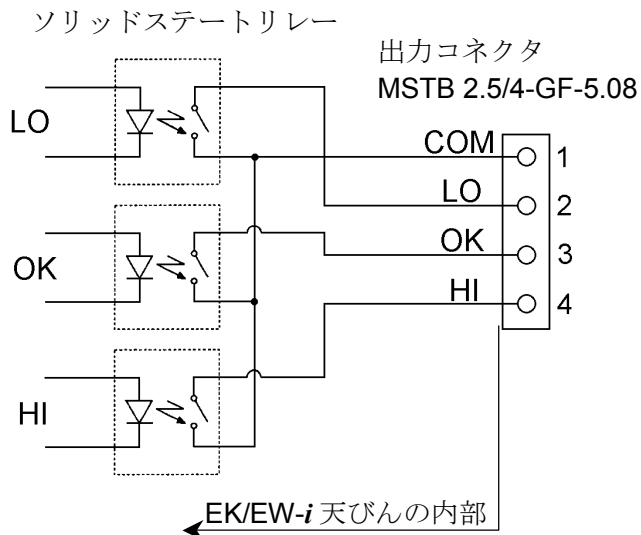 ソリッドステートリレー
出力コネクタ
MSTB 2.5/4-GF-5.08
LO
COM
1
LO
2
OK
OK
3
HI
4
HI
EK/EW-i 天びんの内部